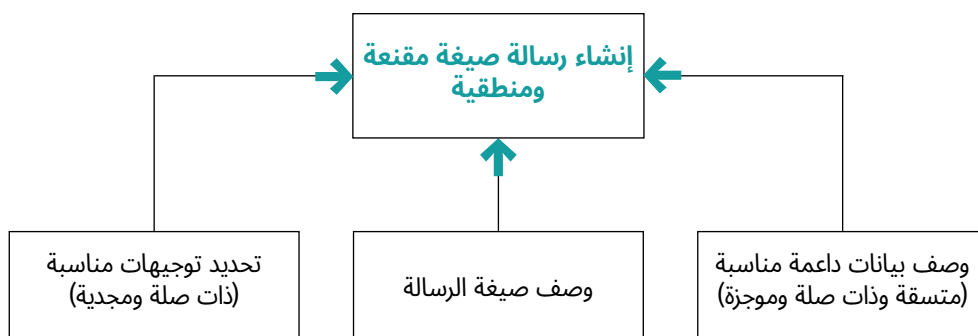 إنشاء رسالة صيغة مقنعة
ومنطقية
وصف بيانات داعمة مناسبة
(متسقة وذات صلة وموجزة)
وصف صيغة الرسالة
تحديد توجيهات مناسبة
(ذات صلة ومجدية)